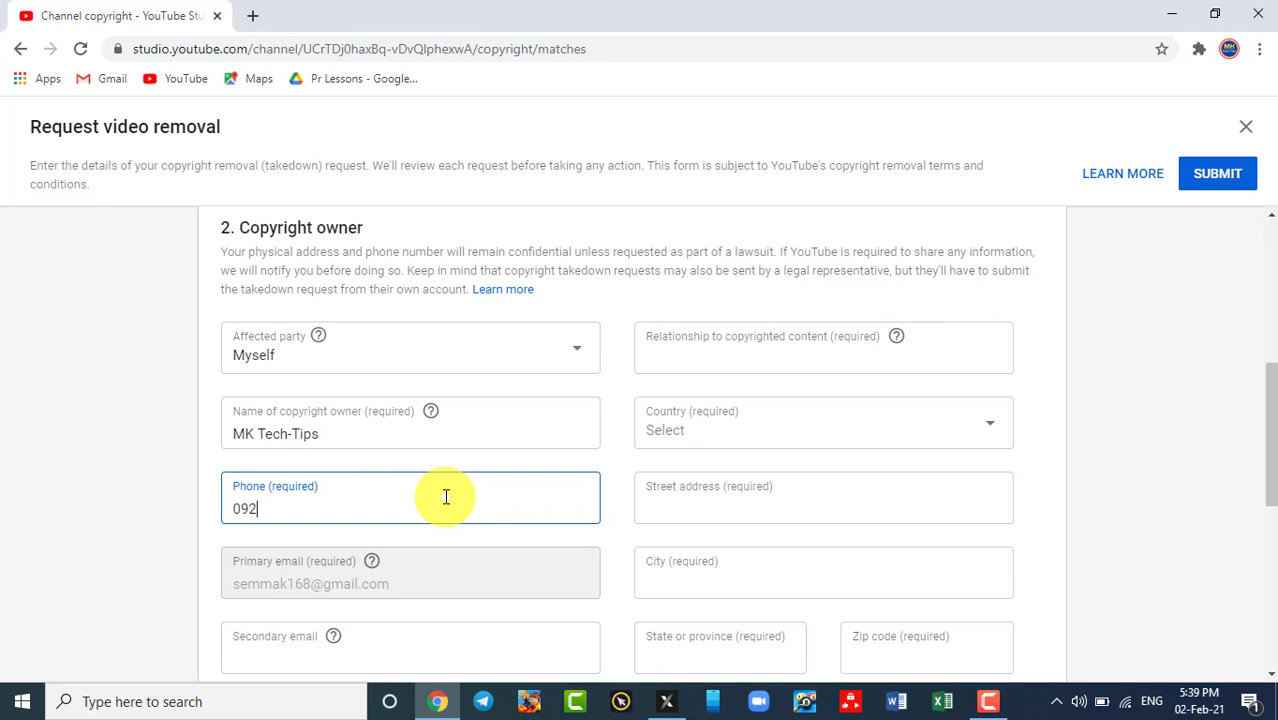 Channel copyright - YouTube Stu
studio.youtube.com/channel/UCrTDj0haxBq-vDvQlphexwA/copyright/matches
Apps Gmail YouTube Maps Pr Lessons - Google...
Request video removal
Enter the details of your copyright removal (takedown) request. We'll review each request before taking any action. This form is subject to YouTube's copyright removal terms and
conditions.
LEARN MORE SUBMIT
2. Copyright owner
Your physical address and phone number will remain confidential unless requested as part of a lawsuit. If YouTube is required to share any information,
we will notify you before doing so. Keep in mind that copyright takedown requests may also be sent by a legal representative, but they'll have to submit
the takedown request from their own account. Learn more
Affected party
Myself
Relationship to copyrighted content (required)
Name of copyright owner (required)
MK Tech-Tips
Country (required)
Select
Phone (required)
092
Street address (required)
Primary email (required)
semmak168@gmail.com
City (required)
Secondary email
State or province (required)
Zip code (required)
Type here to search
ENG
5:39 PM
02-Feb-21